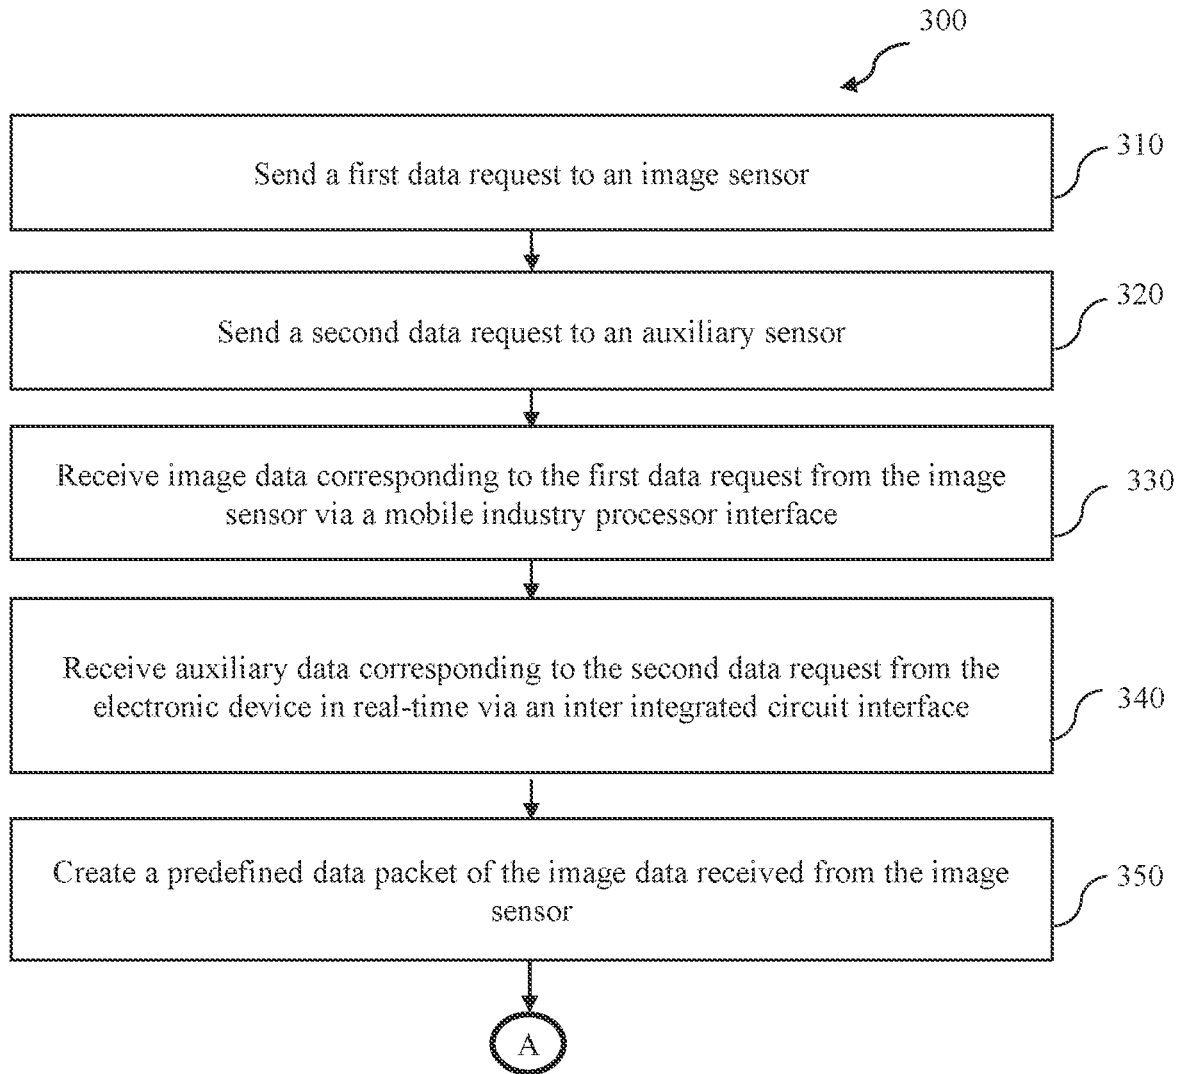 300
Send a first data request to an image sensor
310
Send a second data request to an auxiliary sensor
320
Receive image data corresponding to the first data request from the image
sensor via a mobile industry processor interface
330
Receive auxiliary data corresponding to the second data request from the
electronic device in real-time via an inter integrated circuit interface
340
Create a predefined data packet of the image data received from the image
sensor
350
A